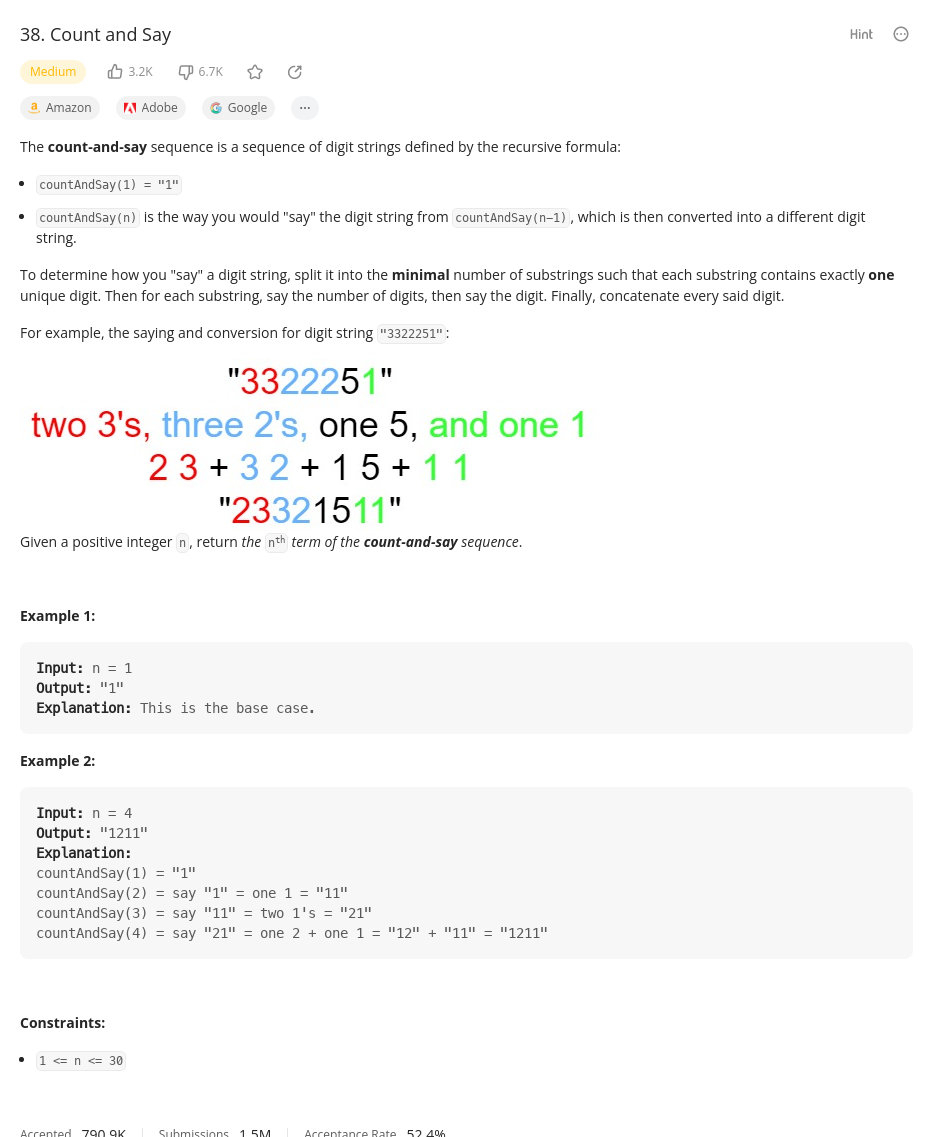 38. Count and Say
Hint
Medium 3.2K 6.7K
Amazon Adobe Google ...
The count-and-say sequence is a sequence of digit strings defined by the recursive formula:
• countAndSay(1) = "1"
• countAndSay(n) is the way you would "say" the digit string from countAndSay(n-1), which is then converted into a different digit
string.
To determine how you "say" a digit string, split it into the minimal number of substrings such that each substring contains exactly one
unique digit. Then for each substring, say the number of digits, then say the digit. Finally, concatenate every said digit.
For example, the saying and conversion for digit string "3322251":
"3322251"
two 3's, three 2's, one 5, and one 1
2 3 + 3 2 + 1 5 + 1 1
"23321511"
Given a positive integer n, return the nth term of the count-and-say sequence.
Example 1:
Input: n = 1
Output: "1"
Explanation: This is the base case.
Example 2:
Input: n = 4
Output: "1211"
Explanation:
countAndSay(1) = "1"
countAndSay(2) = say "1" = one 1 = "11"
countAndSay(3) = say "11" = two 1's = "21"
countAndSay(4) = say "21" = one 2 + one 1 = "12" + "11" = "1211"
Constraints:
• 1 <= n <= 30
Accepted 790.9K Submissions 1.5M Acceptance Rate 52.4%